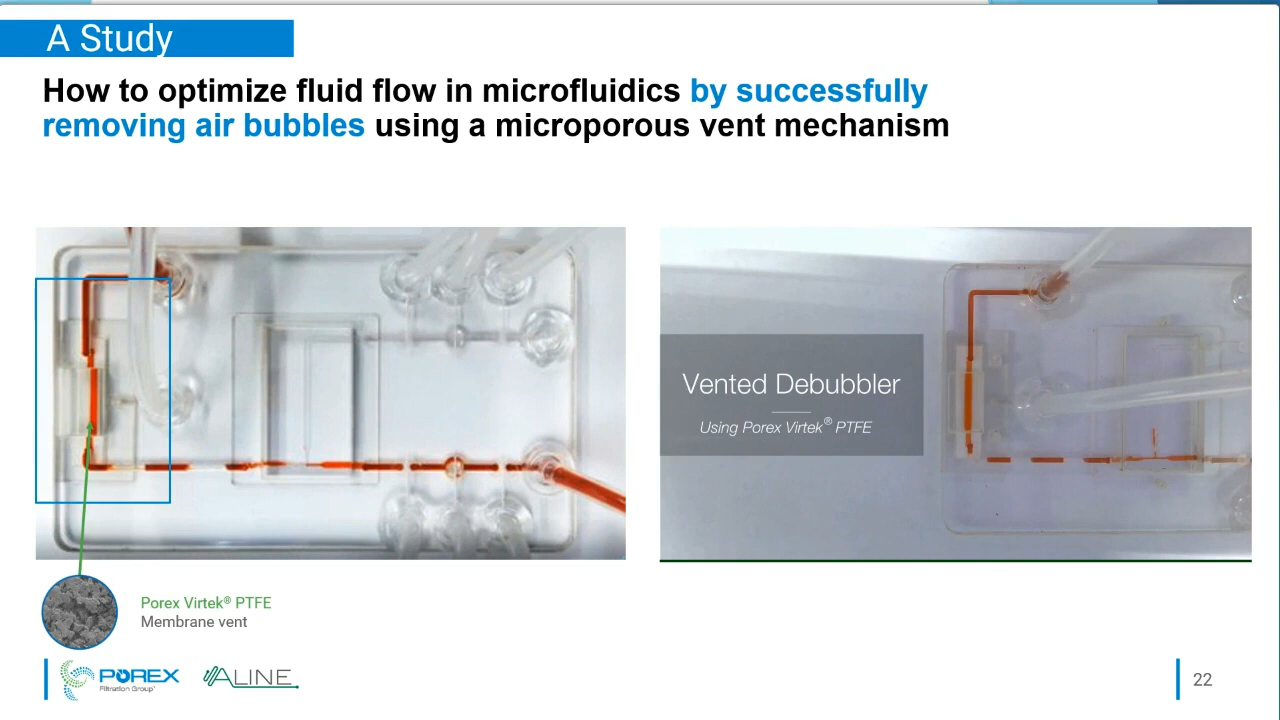 A Study
How to optimize fluid flow in microfluidics by successfully
removing air bubbles using a microporous vent mechanism
Vented Debubbler
Using Porex Virtek® PTFE
Porex Virtek® PTFE
Membrane vent
POREX
Filtration Group®
ALINE
22